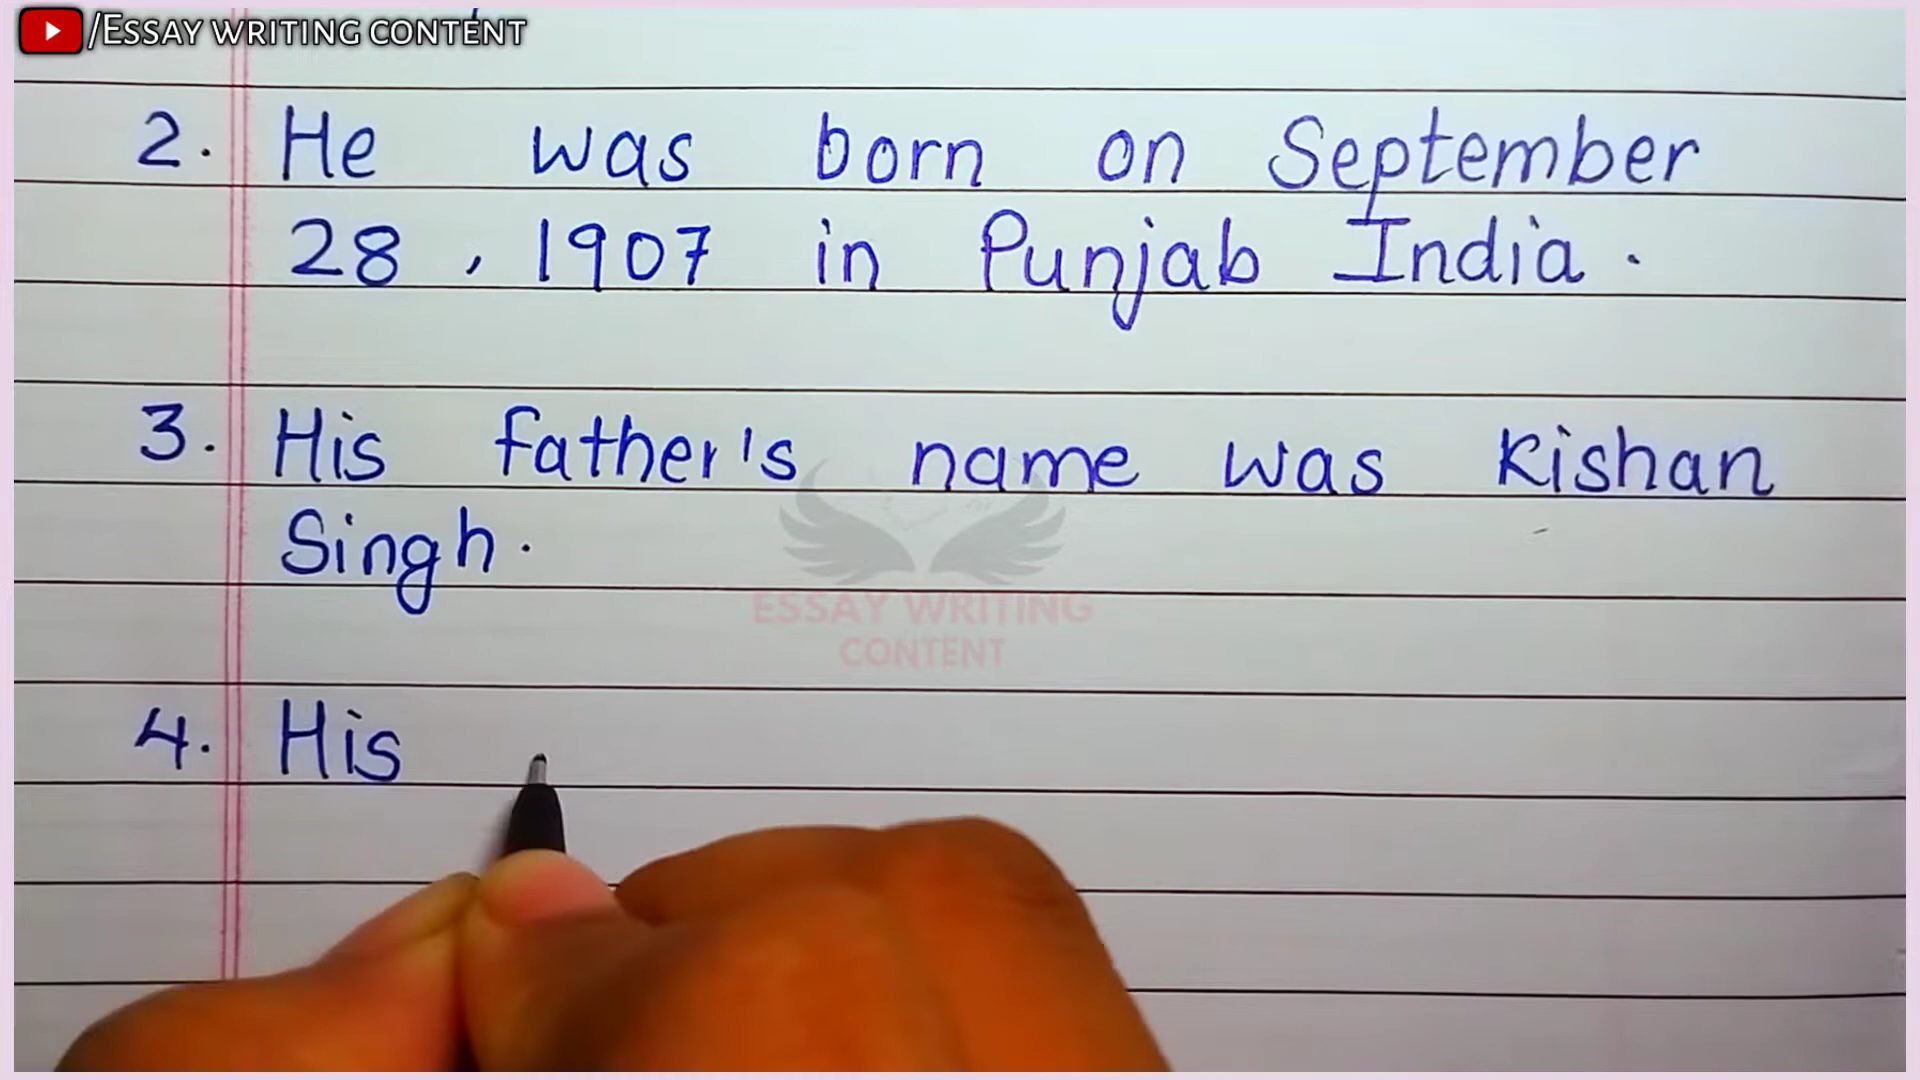 /ESSAY WRITING CONTENT
2. He was born on September
28, 1907 in Punjab India.
3. His father's name was Kishan
Singh.
ESSAY WRITING
CONTENT
4. His